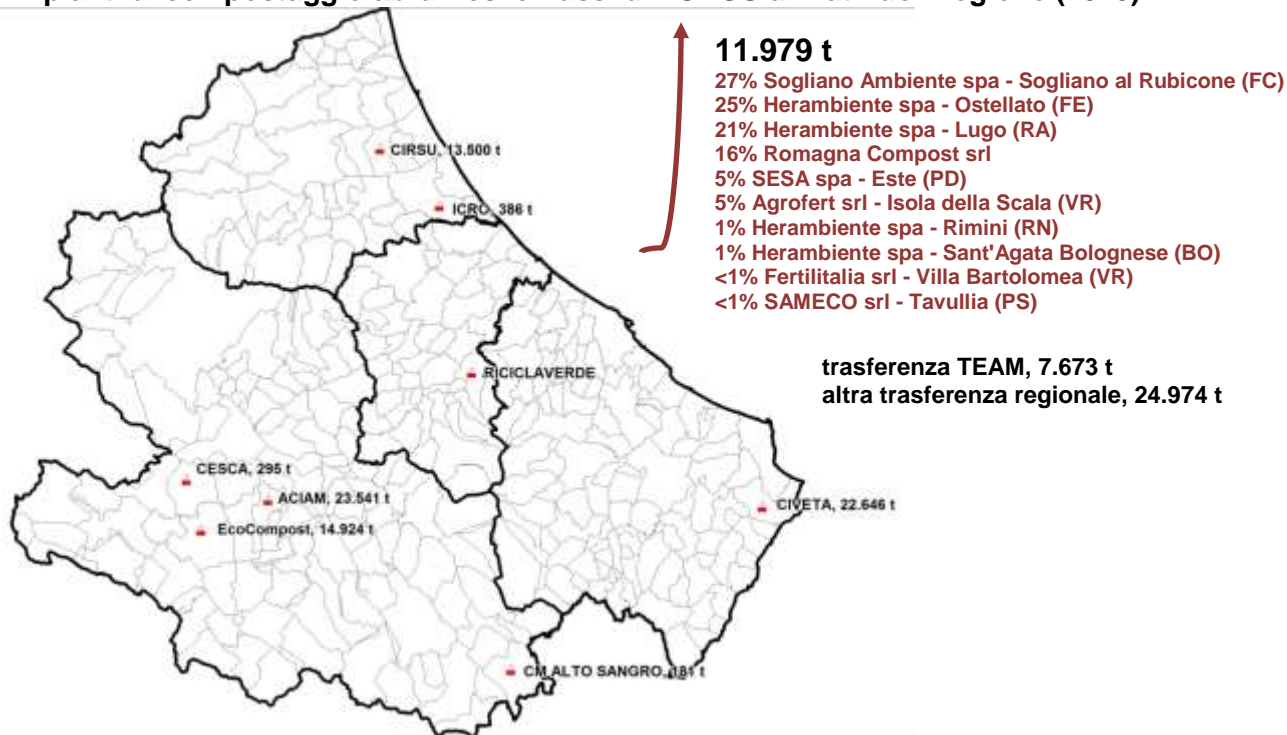 11.979 t
27% Sogliano Ambiente spa - Sogliano al Rubicone (FC)
25% Herambiente spa - Ostellato (FE)
21% Herambiente spa - Lugo (RA)
16% Romagna Compost srl
5% SESA spa - Este (PD)
5% Agrofert srl - Isola della Scala (VR)
1% Herambiente spa - Rimini (RN)
1% Herambiente spa - Sant'Agata Bolognese (BO)
<1% Fertilitalia srl - Villa Bartolomea (VR)
<1% SAMECO srl - Tavullia (PS)
CIRSU, 13.500 t
ICRO, 386 t
RICICLAVERDE
trasferenza TEAM, 7.673 t
altra trasferenza regionale, 24.974 t
CESCA, 295 t
ACIAM, 23.541 t
EcoCompost, 14.924 t
CIVETA, 22.646 t
CM ALTO SANGRO, 181 t